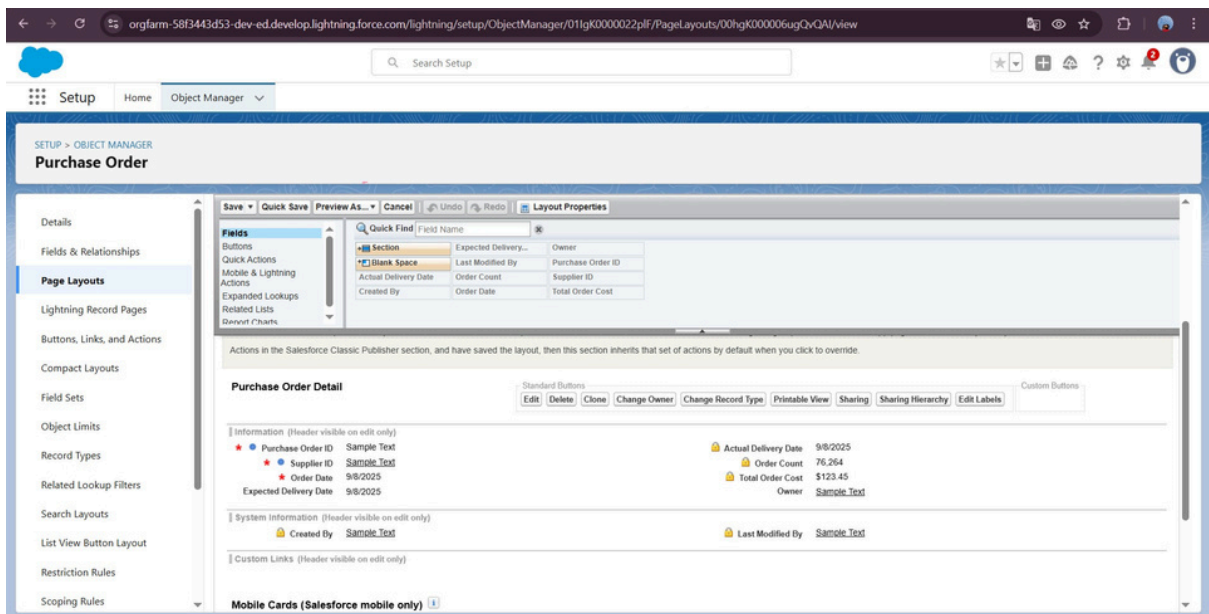 orgfarm-58f3443d53-dev-ed.develop.lightning.force.com/lightning/setup/ObjectManager/01IgK0000022plF/PageLayouts/00hgK000006ugQvQAI/view
Search Setup
2
Setup Home Object Manager
SETUP > OBJECT MANAGER
Purchase Order
Details
Fields & Relationships
Page Layouts
Lightning Record Pages
Buttons, Links, and Actions
Compact Layouts
Field Sets
Object Limits
Record Types
Related Lookup Filters
Search Layouts
List View Button Layout
Restriction Rules
Scoping Rules
Save Quick Save Preview As... Cancel Undo Redo Layout Properties
Fields
Buttons
Quick Actions
Mobile & Lightning
Actions
Expanded Lookups
Related Lists
Report Charts
Quick Find Field Name
Section Expected Delivery... Owner
Blank Space Last Modified By Purchase Order ID
Actual Delivery Date Order Count Supplier ID
Created By Order Date Total Order Cost
Actions in the Salesforce Classic Publisher section, and have saved the layout, then this section inherits that set of actions by default when you click to override.
Purchase Order Detail
Standard Buttons
Edit Delete Clone Change Owner Change Record Type Printable View Sharing Sharing Hierarchy Edit Labels
Custom Buttons
Information (Header visible on edit only)
* Purchase Order ID Sample Text Actual Delivery Date 9/8/2025
* Supplier ID Sample Text Order Count 76,264
* Order Date 9/8/2025 Total Order Cost $123.45
Expected Delivery Date 9/8/2025 Owner Sample Text
System Information (Header visible on edit only)
Created By Sample Text Last Modified By Sample Text
Custom Links (Header visible on edit only)
Mobile Cards (Salesforce mobile only) i